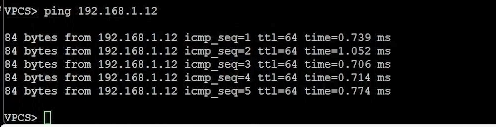 VPCS> ping 192.168.1.12
84 bytes from 192.168.1.12 icmp_seq=1 ttl=64 time=0.739 ms
84 bytes from 192.168.1.12 icmp_seq=2 ttl=64 time=1.052 ms
84 bytes from 192.168.1.12 icmp_seq=3 ttl=64 time=0.706 ms
84 bytes from 192.168.1.12 icmp_seq=4 ttl=64 time=0.714 ms
84 bytes from 192.168.1.12 icmp_seq=5 ttl=64 time=0.774 ms
VPCS>